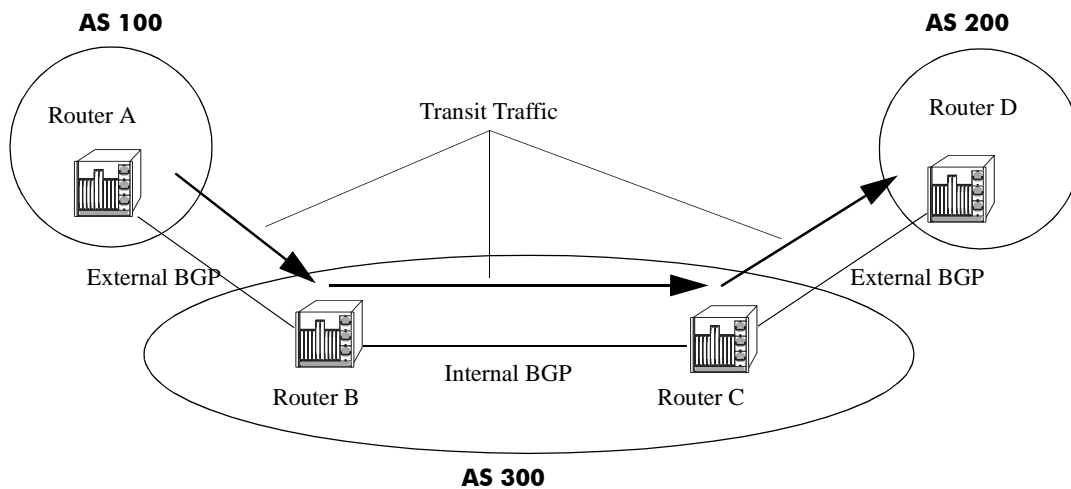 AS 100
AS 200
Router A
Transit Traffic
Router D
External BGP
External BGP
Internal BGP
Router B
Router C
AS 300